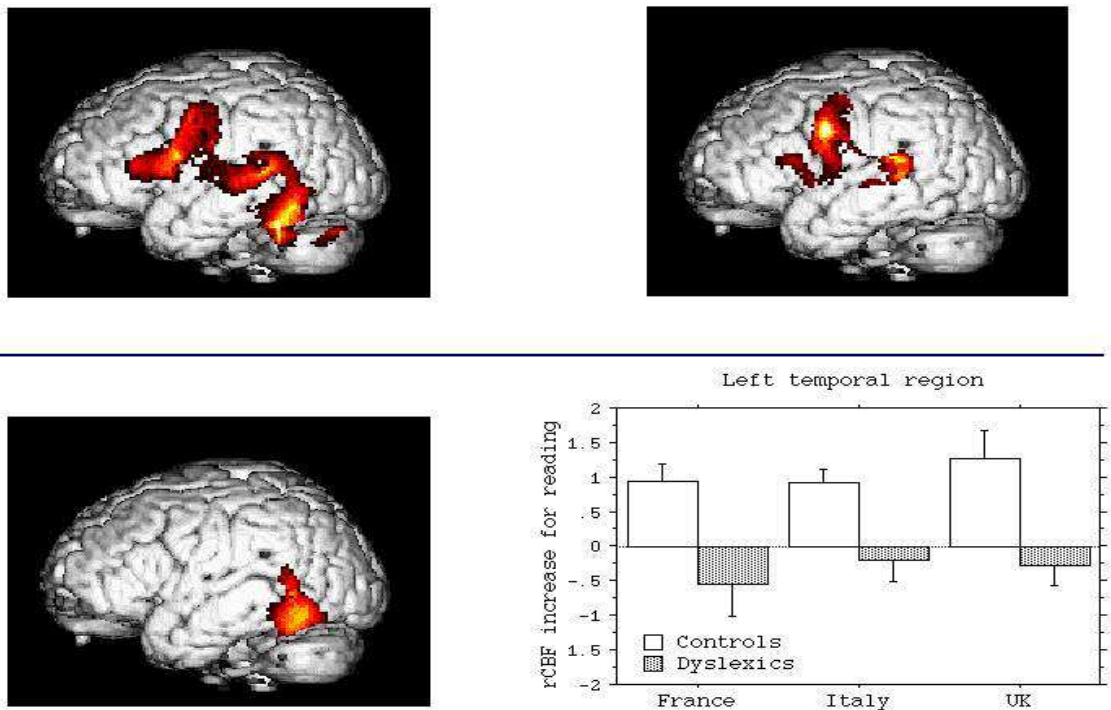 Left temporal region
rCBF increase for reading
2
1.5
1
.5
0
-.5
-1
1.5
-2
Controls
Dyslexics
France Italy UK